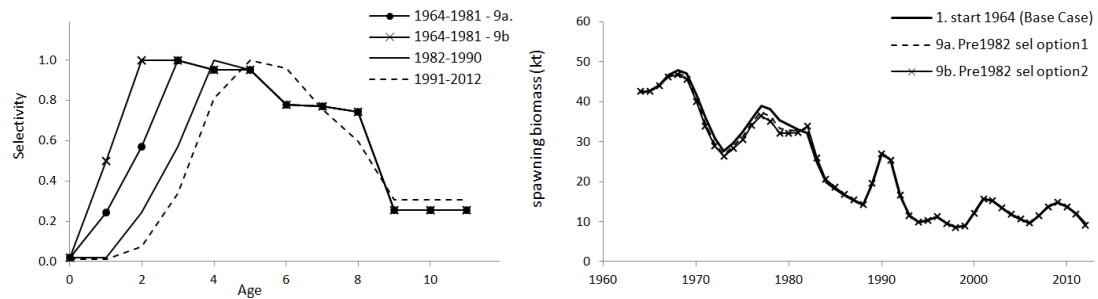 1964-1981 - 9a.
1964-1981 - 9b
1982-1990
1991-2012
Selectivity
1.0
0.8
0.6
0.4
0.2
0.0
0 2 4 6 8 10
Age
1. start 1964 (Base Case)
9a. Pre1982 sel option1
9b. Pre1982 sel option2
spawning biomass (kt)
60
50
40
30
20
10
0
1960 1970 1980 1990 2000 2010